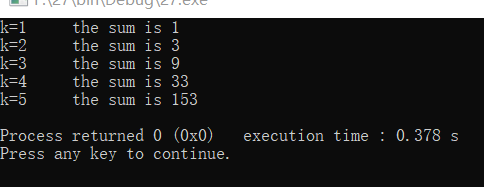 F:\27\bin\Debug\27.exe
k=1 the sum is 1
k=2 the sum is 3
k=3 the sum is 9
k=4 the sum is 33
k=5 the sum is 153
Process returned 0 (0x0) execution time : 0.378 s
Press any key to continue.